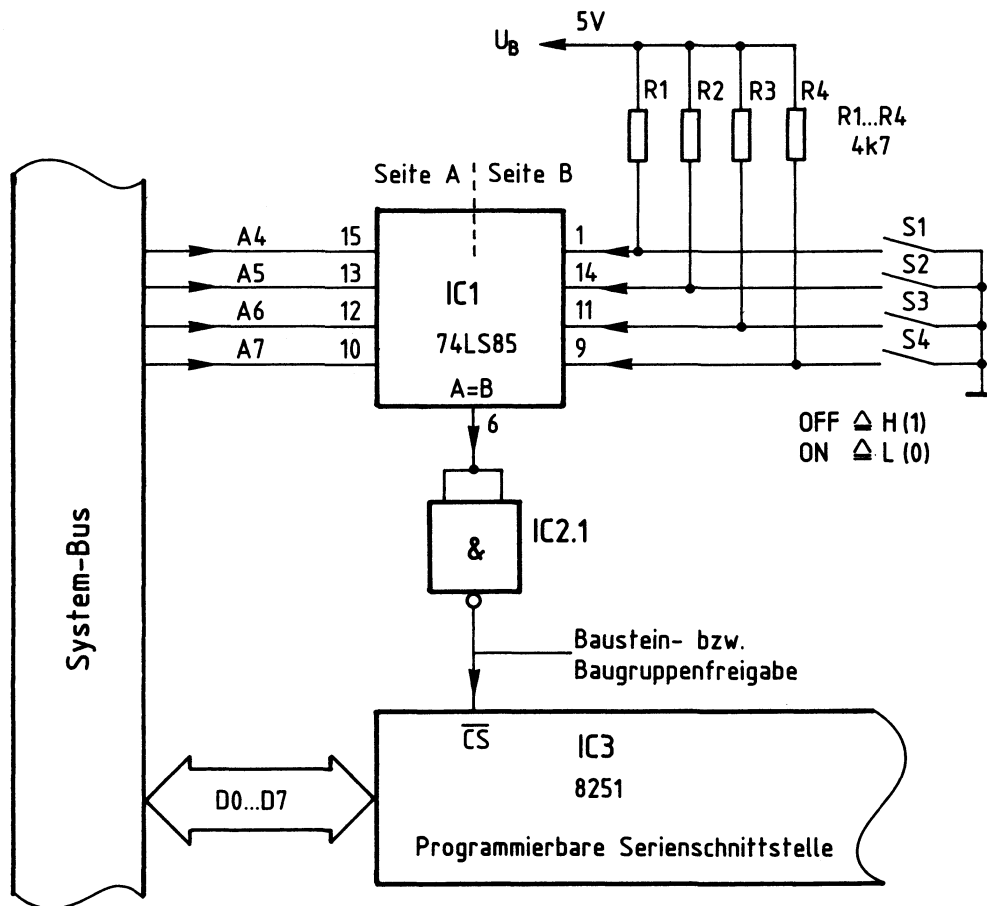 5V
U_B
R1
R2
R3
R4
R1...R4
4k7
Seite A
Seite B
A4
15
1
S1
A5
13
14
S2
IC1
A6
12
11
S3
74LS85
A7
10
9
S4
A=B
6
OFF ≙ H (1)
ON ≙ L (0)
IC2.1
&
System-Bus
Baustein- bzw.
Baugruppenfreigabe
C̅S̅
IC3
8251
D0...D7
Programmierbare Serienschnittstelle